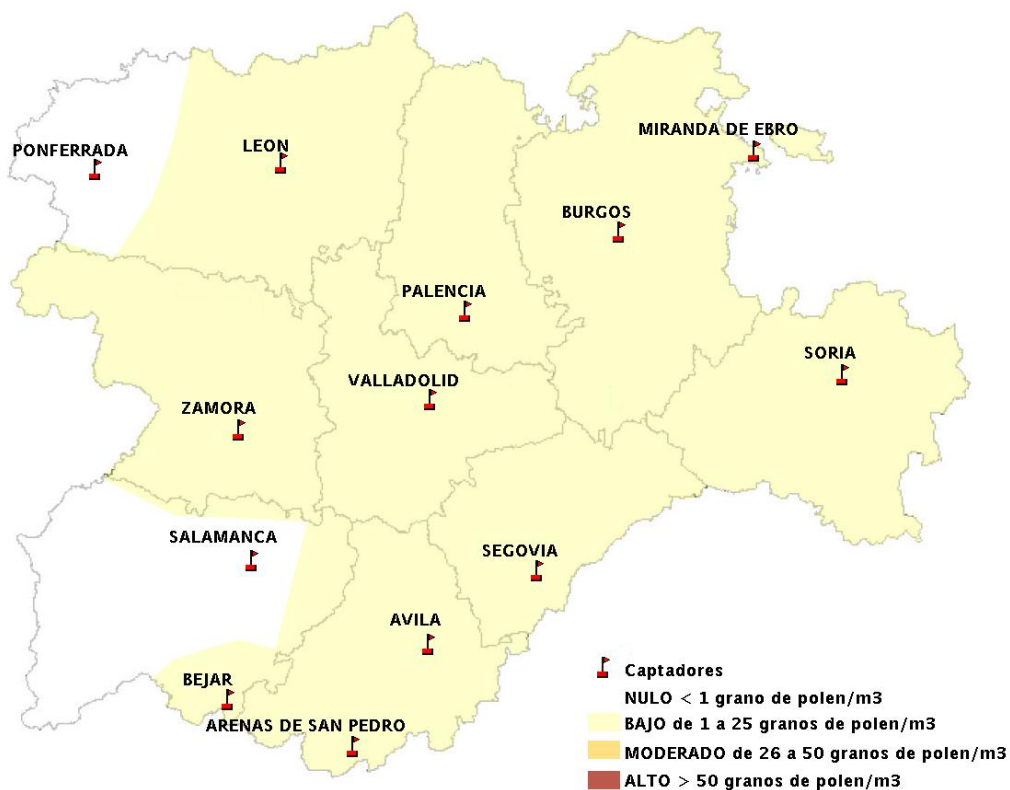 MIRANDA DE EBRO
PONFERRADA
LEON
BURGOS
PALENCIA
SORIA
VALLADOLID
ZAMORA
SALAMANCA
SEGOVIA
AVILA
BEJAR
ARENAS DE SAN PEDRO
Captadores
NULO < 1 grano de polen/m3
BAJO de 1 a 25 granos de polen/m3
MODERADO de 26 a 50 granos de polen/m3
ALTO > 50 granos de polen/m3